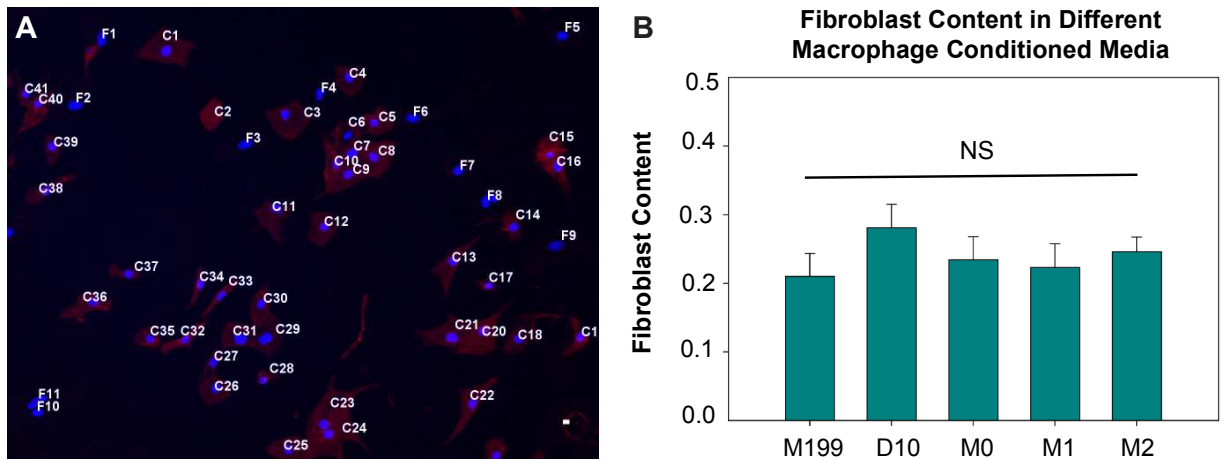 A
F1
C1
F5
C4
C41
C40
F2
F4
C2
C3
F6
C6
C5
F3
C39
C7
C8
C15
C10
C9
C16
F7
C38
F8
C11
C12
C14
F9
C13
C37
C34
C33
C17
C36
C30
C35
C32
C31
C29
C21
C20
C18
C1
C27
C28
C26
F11
F10
C22
C23
C24
C25
B
Fibroblast Content in Different
Macrophage Conditioned Media
Fibroblast Content
0.5
0.4
0.3
0.2
0.1
0.0
NS
M199 D10 M0 M1 M2